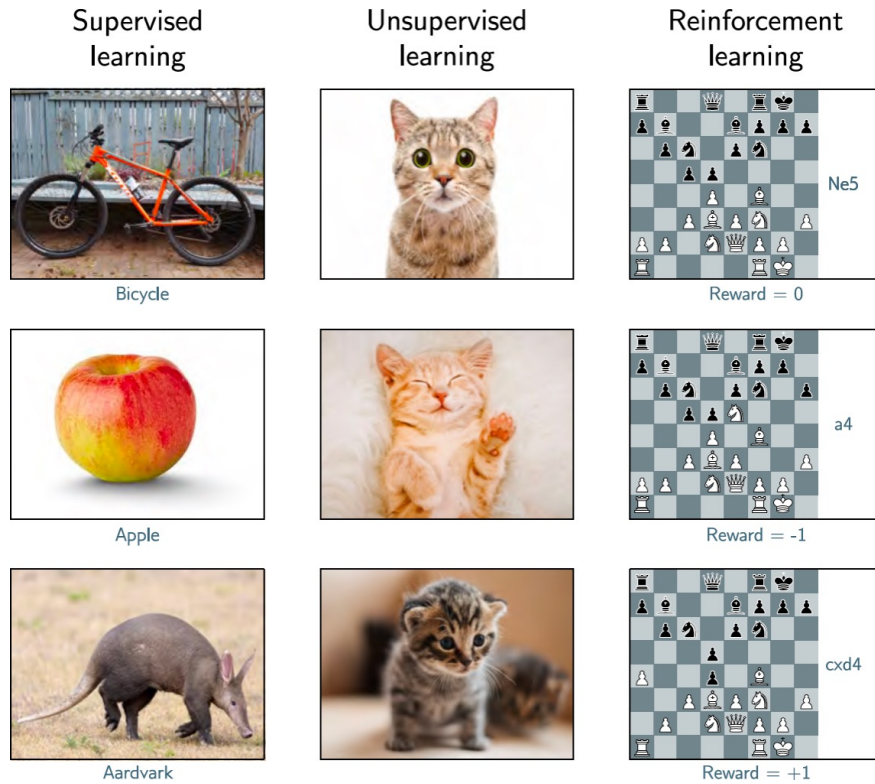 Supervised
learning
Unsupervised
learning
Reinforcement
learning
Bicycle
Ne5
Reward = 0
Apple
a4
Reward = -1
Aardvark
cxd4
Reward = +1